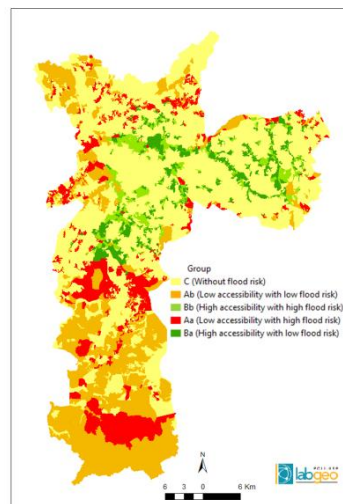 Group
C (Without flood risk)
Ab (Low accessibility with low flood risk)
Bb (High accessibility with high flood risk)
Aa (Low accessibility with high flood risk)
Ba (High accessibility with low flood risk)
N
6 3 0 6 Km
labgeo